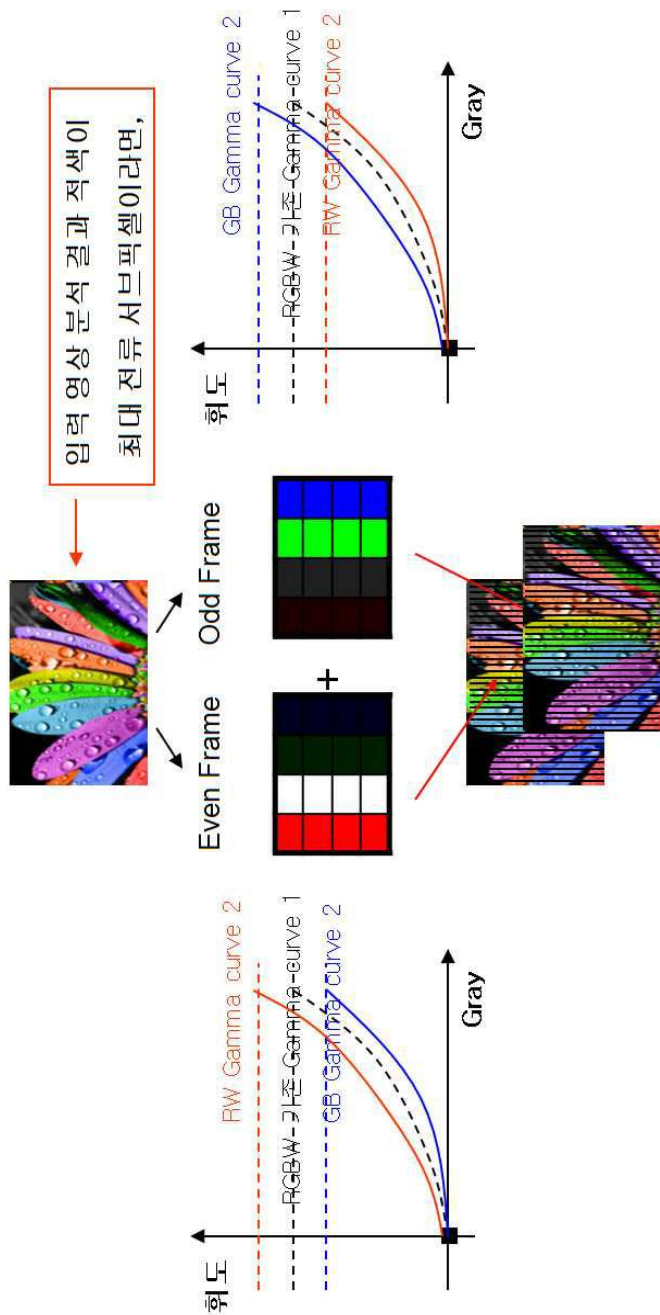 입력 영상 분석 결과 적색이
최대 전류 서브픽셀이라면,
휘도
RW Gamma curve 2
RGBW 기존 Gamma curve 1
GB Gamma curve 2
Gray
Even Frame
Odd Frame
+
휘도
GB Gamma curve 2
RGBW 기존 Gamma curve 1
RW Gamma curve 2
Gray